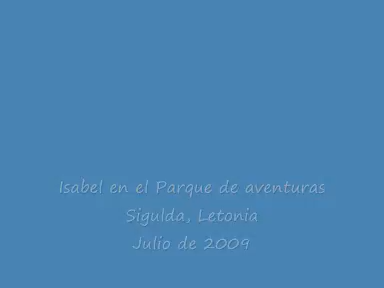 Isabel en el Parque de aventuras
Sigulda, Letonia
Julio de 2009